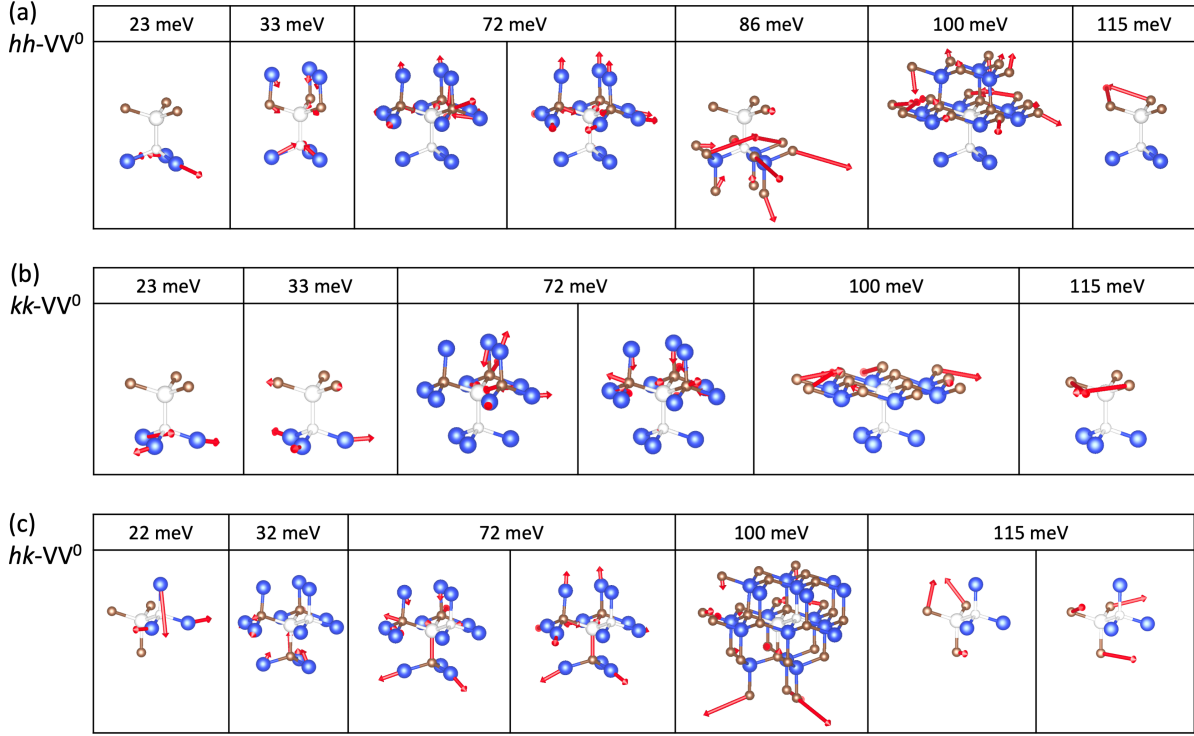 (a)
hh-VV⁰
23 meV 33 meV 72 meV 86 meV 100 meV 115 meV
(b)
kk-VV⁰
23 meV 33 meV 72 meV 100 meV 115 meV
(c)
hk-VV⁰
22 meV 32 meV 72 meV 100 meV 115 meV